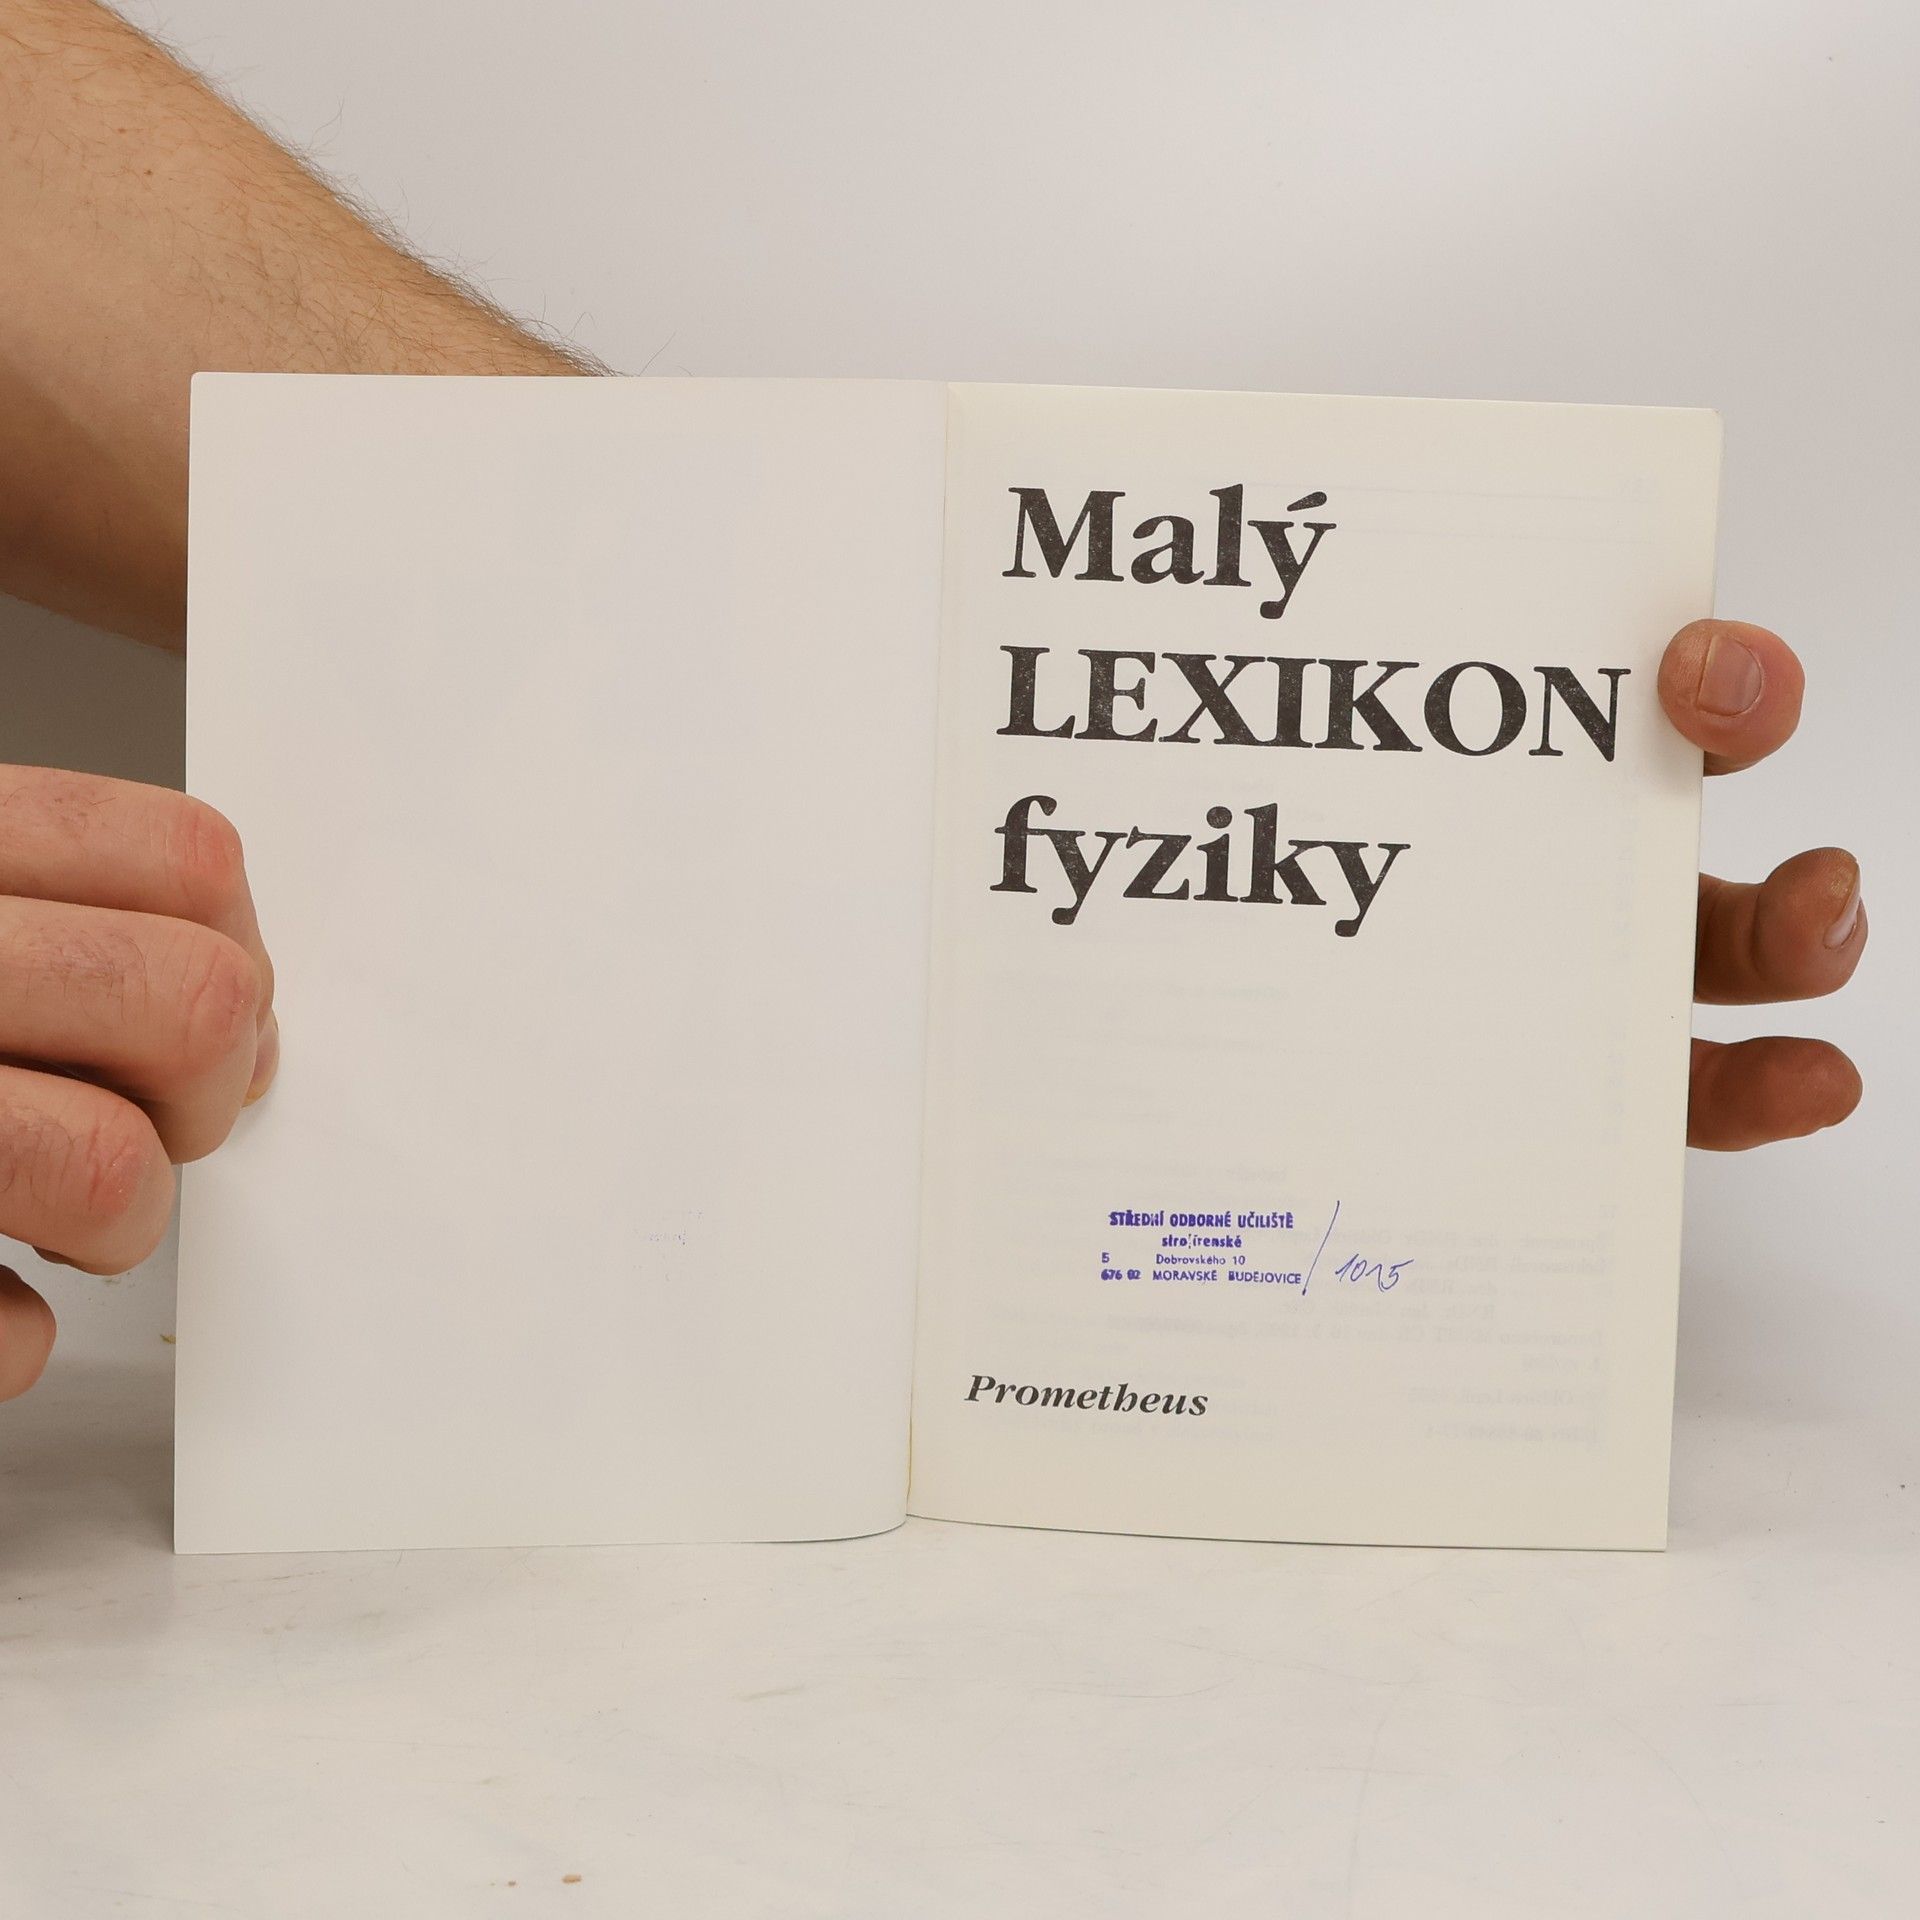 Malý
LEXIKON
fyziky
STŘEDNÍ ODBORNÉ UČILIŠTĚ
strojírenské
5 Dobrovského 10
676 02 MORAVSKÉ BUDĚJOVICE / 1015
Prometheus